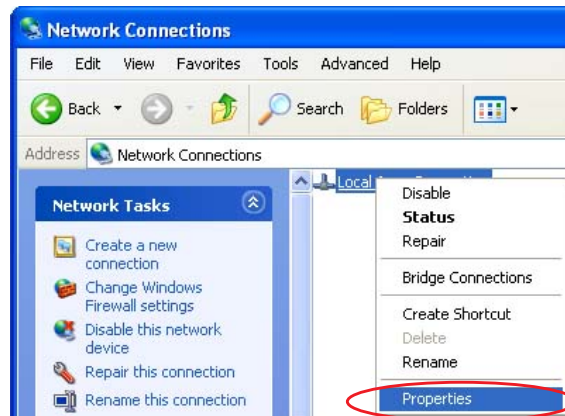 Network Connections
File Edit View Favorites Tools Advanced Help
Back Search Folders
Address Network Connections
Network Tasks
Create a new
connection
Change Windows
Firewall settings
Disable this network
device
Repair this connection
Rename this connection
Local
Disable
Status
Repair
Bridge Connections
Create Shortcut
Delete
Rename
Properties